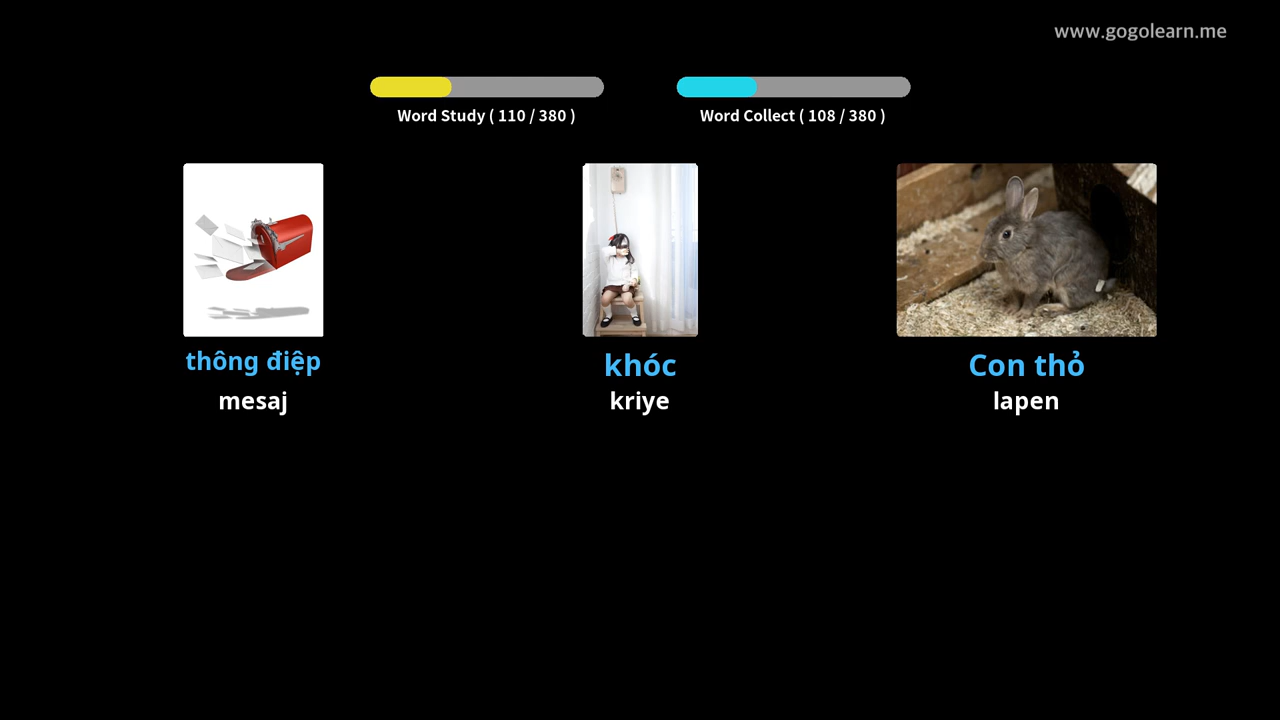 www.gogolearn.me
Word Study ( 110 / 380 )
Word Collect ( 108 / 380 )
thông điệp
khóc
Con thỏ
mesaj
kriye
lapen